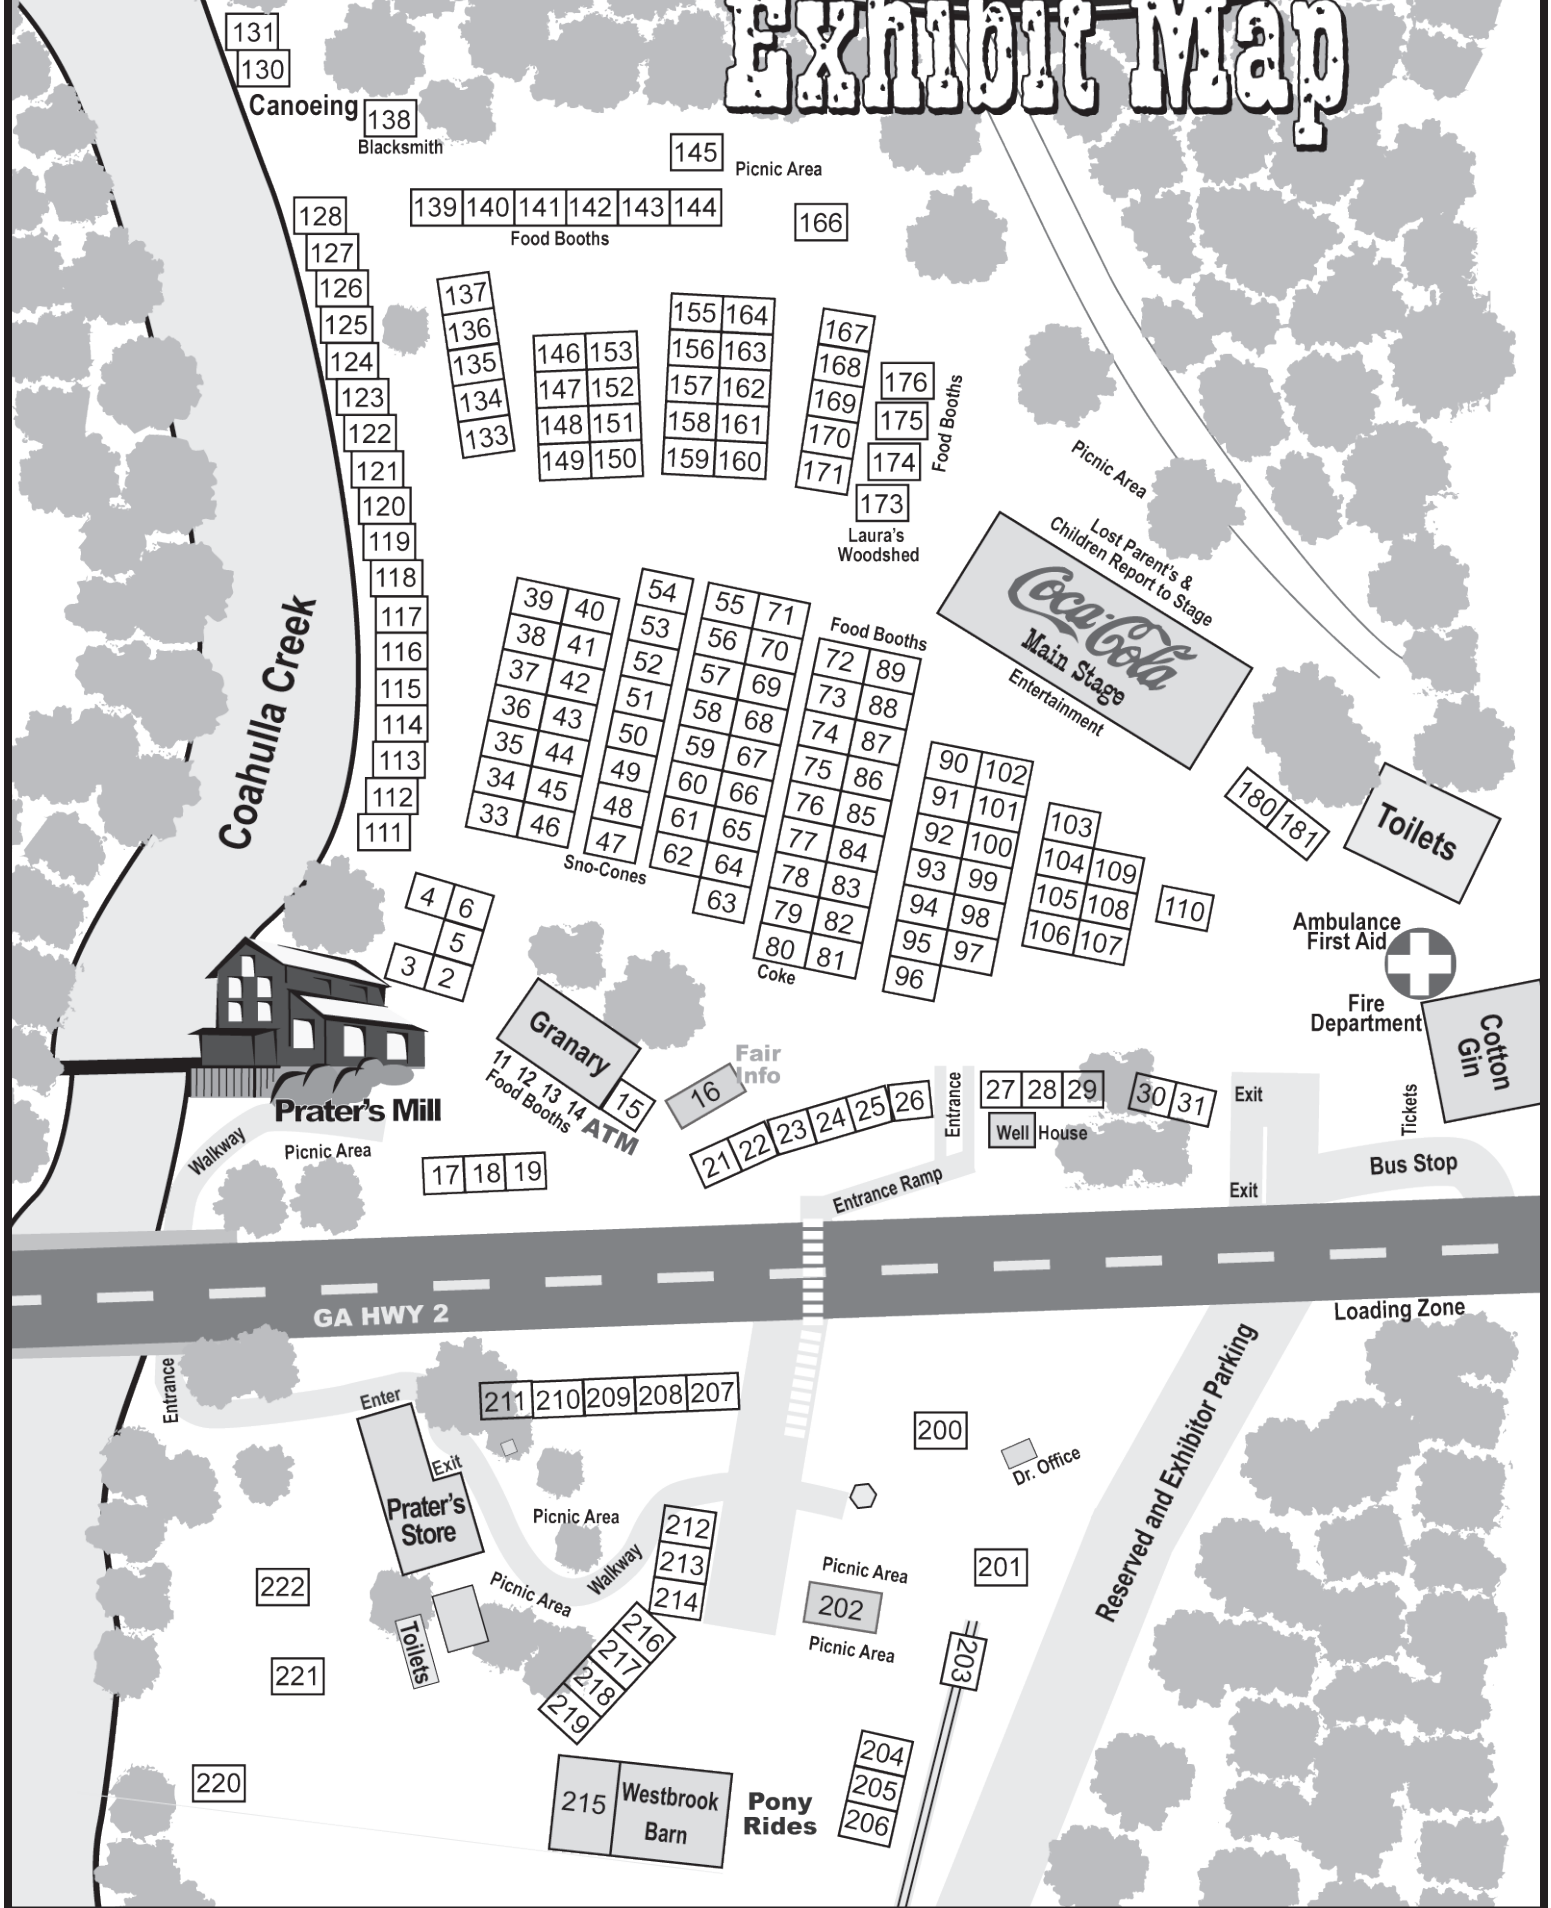 Exhibit Map
131
130
Canoeing
138
Blacksmith
145
Picnic Area
139 140 141 142 143 144
Food Booths
166
128
127
126
125
124
123
122
121
120
119
118
117
116
115
114
113
112
111
137
136
135
134
133
146 153
147 152
148 151
149 150
155 164
156 163
157 162
158 161
159 160
167
168
169
170
171
176
175
174
173
Food Booths
Laura's
Woodshed
Picnic Area
Lost Parent's &
Children Report to Stage
Coca-Cola
Main Stage
Entertainment
Coahulla Creek
39 40
38 41
37 42
36 43
35 44
34 45
33 46
54
53
52
51
50
49
48
47
Sno-Cones
55 71
56 70
57 69
58 68
59 67
60 66
61 65
62 64
63
Food Booths
72 89
73 88
74 87
75 86
76 85
77 84
78 83
79 82
80 81
Coke
90 102
91 101
92 100
93 99
94 98
95 97
96
103
104 109
105 108
106 107
110
180 181
Toilets
Ambulance
First Aid
Fire
Department
Cotton
Gin
4 6
5
3 2
Prater's Mill
Granary
11 12 13 14
Food Booths
15
ATM
16
Fair
Info
Walkway
Picnic Area
17 18 19
21 22 23 24 25 26
Entrance
27 28 29
Well House
30 31
Exit
Exit
Tickets
Bus Stop
Entrance Ramp
GA HWY 2
Loading Zone
Entrance
Enter
Exit
Prater's
Store
211 210 209 208 207
200
Dr. Office
Reserved and Exhibitor Parking
Picnic Area
Walkway
212
213
214
Picnic Area
Picnic Area
202
Picnic Area
201
203
222
221
220
Toilets
216
217
218
219
215
Westbrook
Barn
Pony
Rides
204
205
206